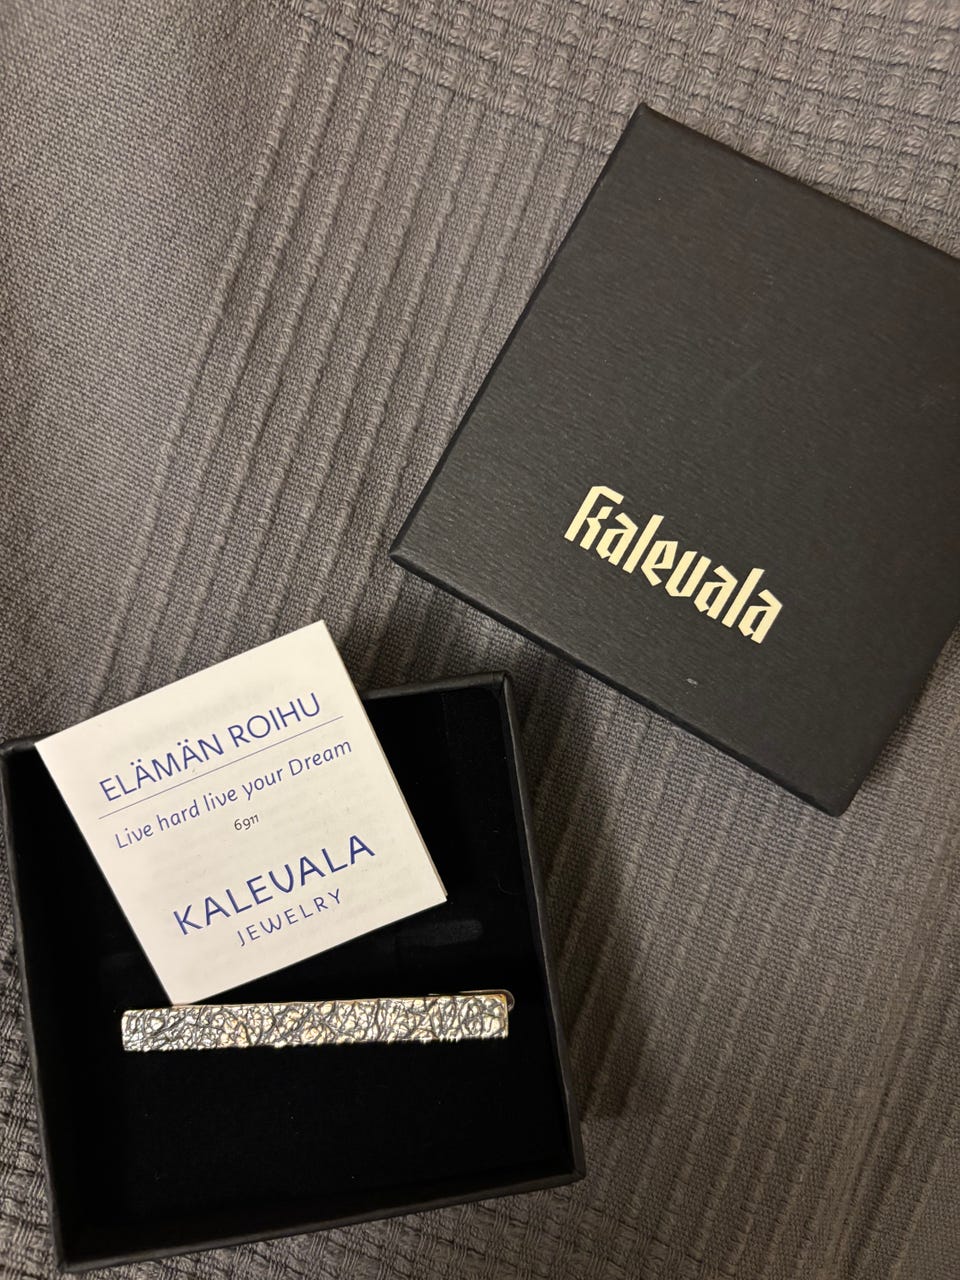 Kalevala
ELÄMÄN ROIHU
Live hard live your Dream
6911
KALEVALA
JEWELRY